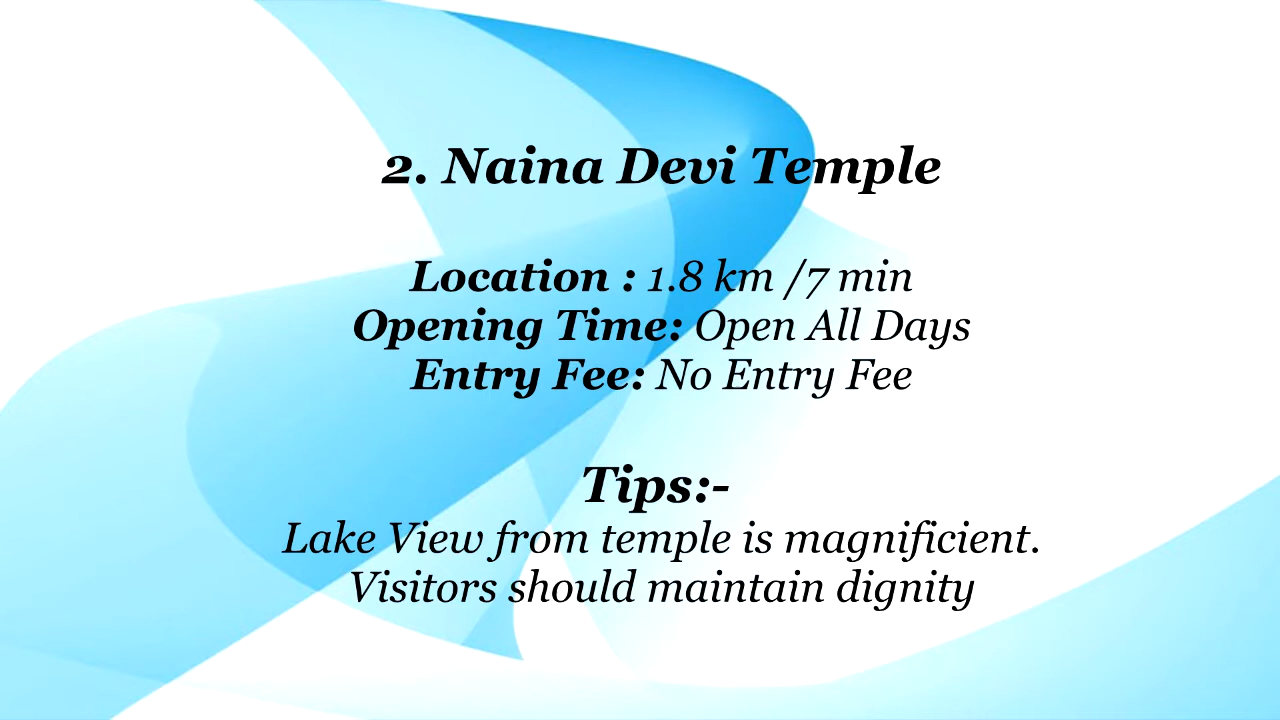 2. Naina Devi Temple
Location : 1.8 km /7 min
Opening Time: Open All Days
Entry Fee: No Entry Fee
Tips:-
Lake View from temple is magnificient.
Visitors should maintain dignity